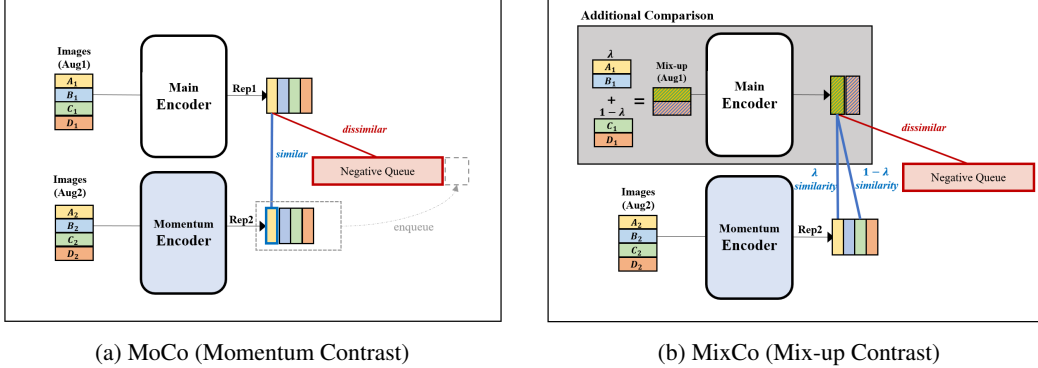 Images
(Aug1)
A₁
B₁
C₁
D₁
Main
Encoder
Rep1
dissimilar
similar
Negative Queue
Images
(Aug2)
A₂
B₂
C₂
D₂
Momentum
Encoder
Rep2
enqueue
(a) MoCo (Momentum Contrast)
Additional Comparison
λ
A₁
B₁
+
1 − λ
C₁
D₁
=
Mix-up
(Aug1)
Main
Encoder
dissimilar
Negative Queue
λ
similarity
1 − λ
similarity
Images
(Aug2)
A₂
B₂
C₂
D₂
Momentum
Encoder
Rep2
(b) MixCo (Mix-up Contrast)